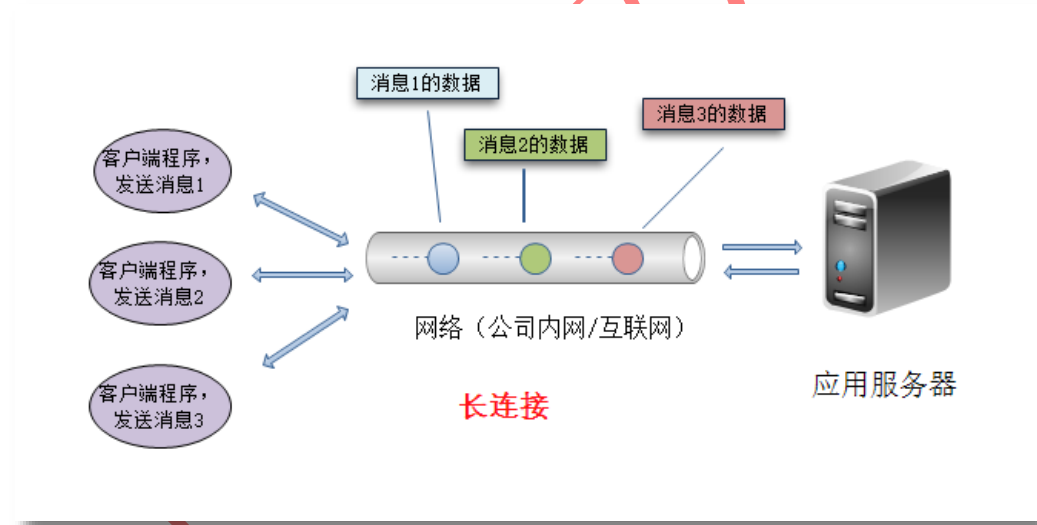 消息1的数据
消息2的数据
消息3的数据
客户端程序,
发送消息1
客户端程序,
发送消息2
客户端程序,
发送消息3
网络（公司内网/互联网）
长连接
应用服务器